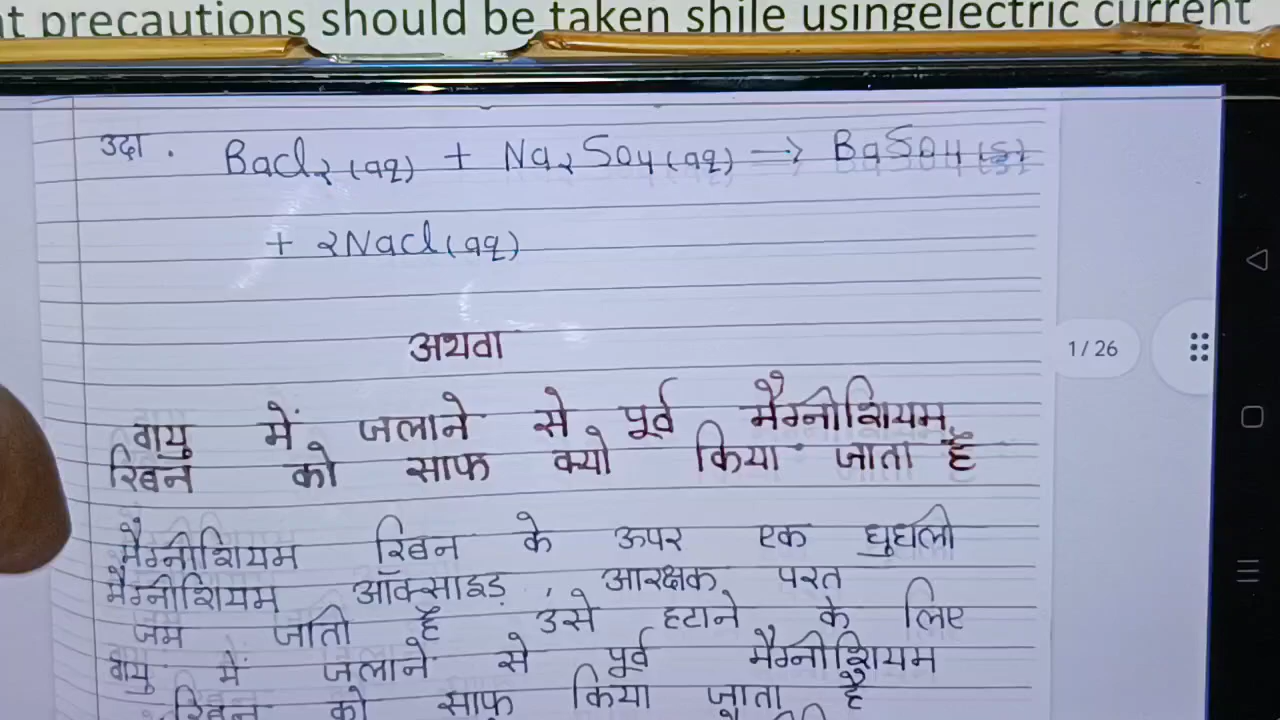 t precautions should be taken shile usingelectric current
उदा. BaCl2(aq) + Na2SO4(aq) → BaSO4(s)
+ 2NaCl(aq)
अथवा
1/26
वायु में जलाने से पूर्व मैग्नीशियम
रिबन को साफ क्यो किया जाता है
मैग्नीशियम रिबन के ऊपर एक धुधली
मैग्नीशियम ऑक्साइड़ , आरक्षक परत
जम जाती है उसे हटाने के लिए
वायु में जलाने से पूर्व मैग्नीशियम
रिबन को साफ किया जाता है